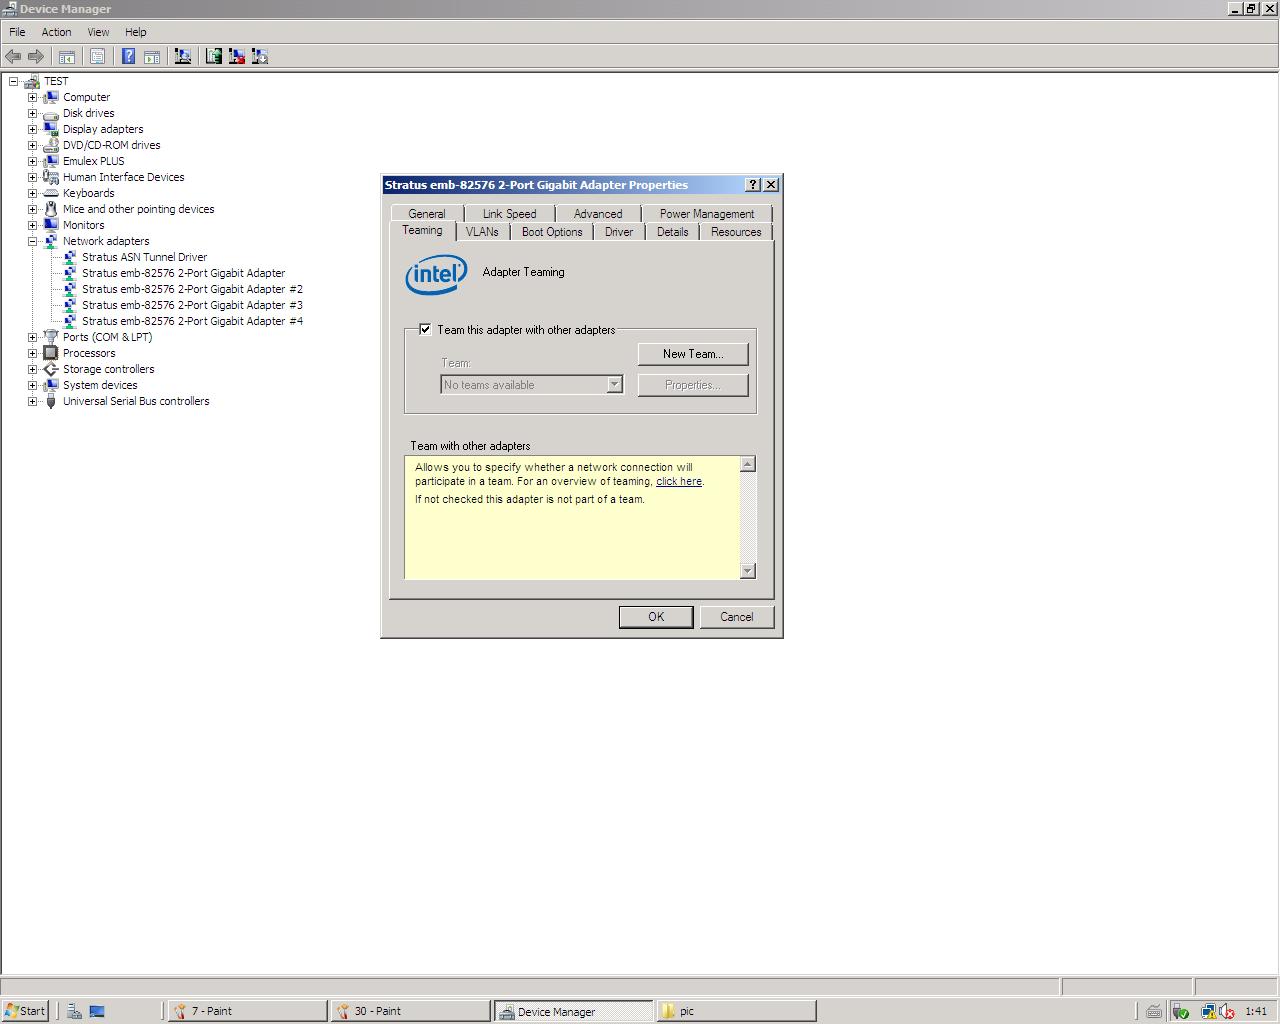 Device Manager
File Action View Help
TEST
Computer
Disk drives
Display adapters
DVD/CD-ROM drives
Emulex PLUS
Human Interface Devices
Keyboards
Mice and other pointing devices
Monitors
Network adapters
Stratus ASN Tunnel Driver
Stratus emb-82576 2-Port Gigabit Adapter
Stratus emb-82576 2-Port Gigabit Adapter #2
Stratus emb-82576 2-Port Gigabit Adapter #3
Stratus emb-82576 2-Port Gigabit Adapter #4
Ports (COM & LPT)
Processors
Storage controllers
System devices
Universal Serial Bus controllers
Stratus emb-82576 2-Port Gigabit Adapter Properties
General Link Speed Advanced Power Management
Teaming VLANs Boot Options Driver Details Resources
intel Adapter Teaming
Team this adapter with other adapters
New Team...
Team:
No teams available Properties...
Team with other adapters
Allows you to specify whether a network connection will
participate in a team. For an overview of teaming, click here.
If not checked this adapter is not part of a team.
OK Cancel
Start 7 - Paint 30 - Paint Device Manager pic 1:41